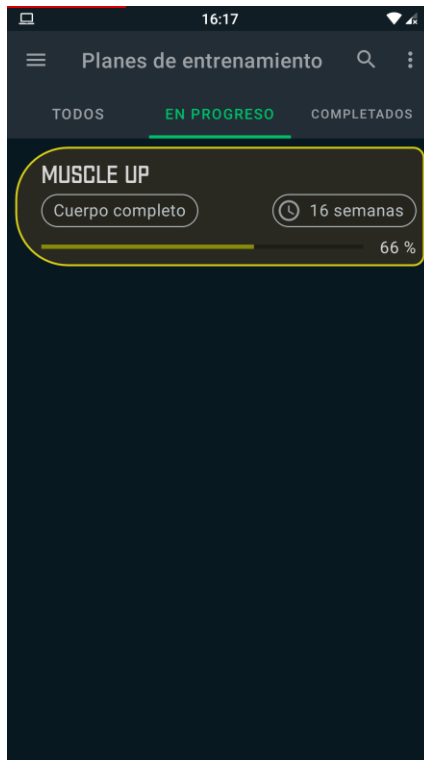 16:17
Planes de entrenamiento
TODOS EN PROGRESO COMPLETADOS
MUSCLE UP
Cuerpo completo 16 semanas
66 %